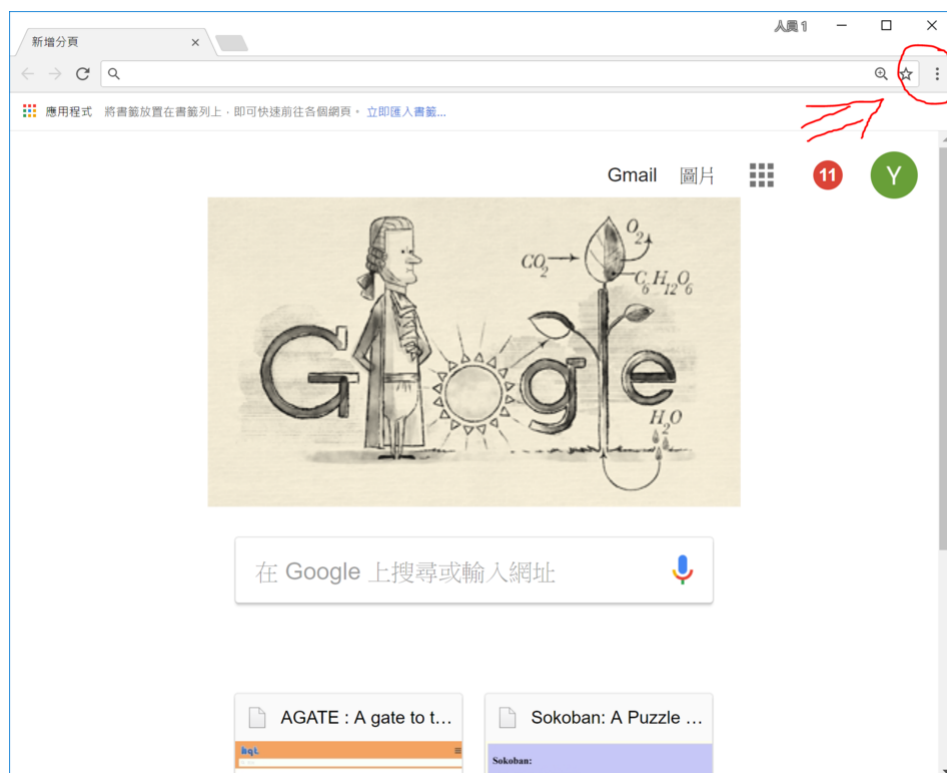 人員 1
新增分頁
應用程式 將書籤放置在書籤列上，即可快速前往各個網頁。 立即匯入書籤...
Gmail 圖片 11 Y
CO2 O2
C6H12O6
Google
H2O
在 Google 上搜尋或輸入網址
AGATE : A gate to t... Sokoban: A Puzzle ...
Sokoban: